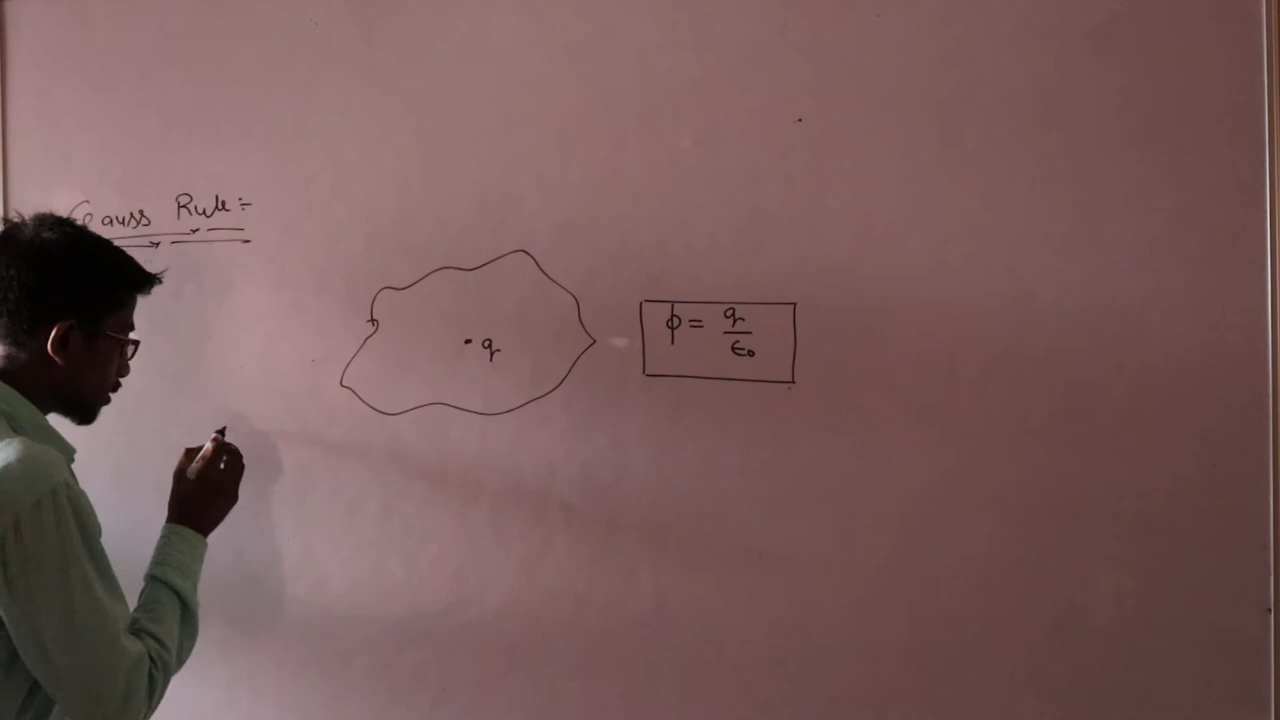 Gauss Rule :-
• q
ϕ = q/ϵ₀